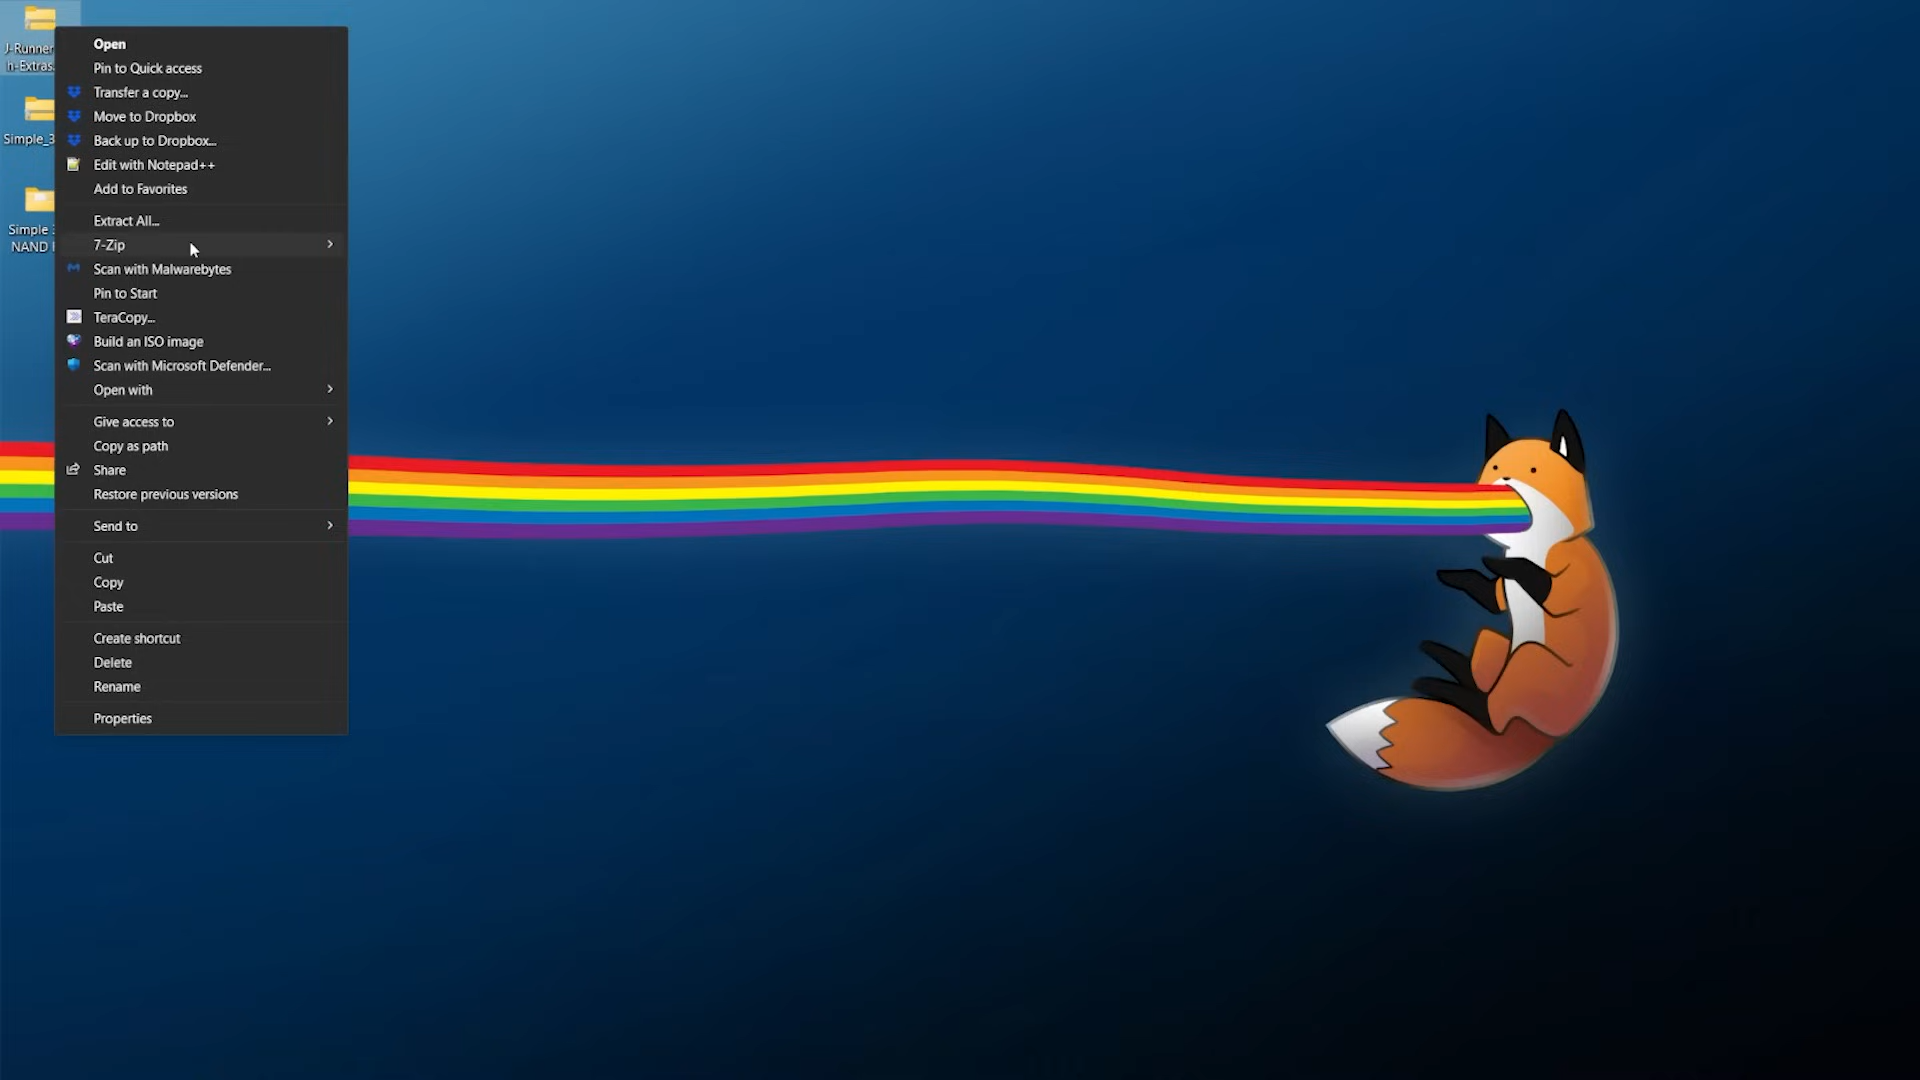 J-Runner
h-Extras.
Simple_3
Simple
NAND
Open
Pin to Quick access
Transfer a copy...
Move to Dropbox
Back up to Dropbox...
Edit with Notepad++
Add to Favorites
Extract All...
7-Zip
Scan with Malwarebytes
Pin to Start
TeraCopy...
Build an ISO image
Scan with Microsoft Defender...
Open with
Give access to
Copy as path
Share
Restore previous versions
Send to
Cut
Copy
Paste
Create shortcut
Delete
Rename
Properties